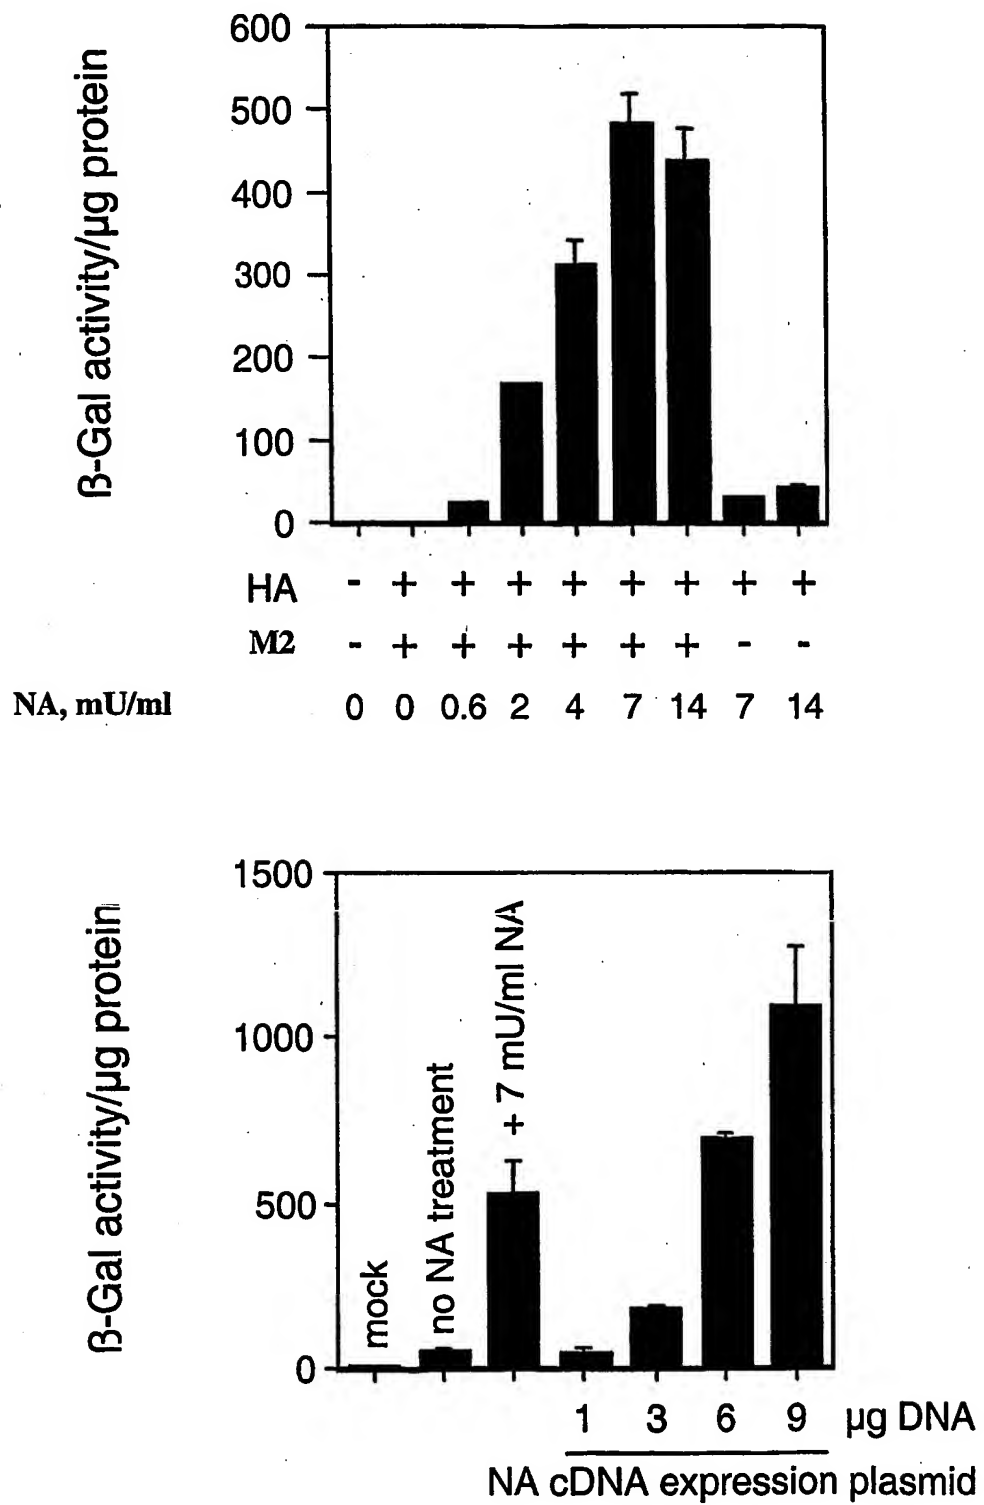 ß-Gal activity/µg protein
600
500
400
300
200
100
0
HA - + + + + + + + +
M2 - + + + + + + - -
NA, mU/ml 0 0 0.6 2 4 7 14 7 14
ß-Gal activity/µg protein
1500
1000
500
0
mock
no NA treatment
+ 7 mU/ml NA
1 3 6 9 µg DNA
NA cDNA expression plasmid